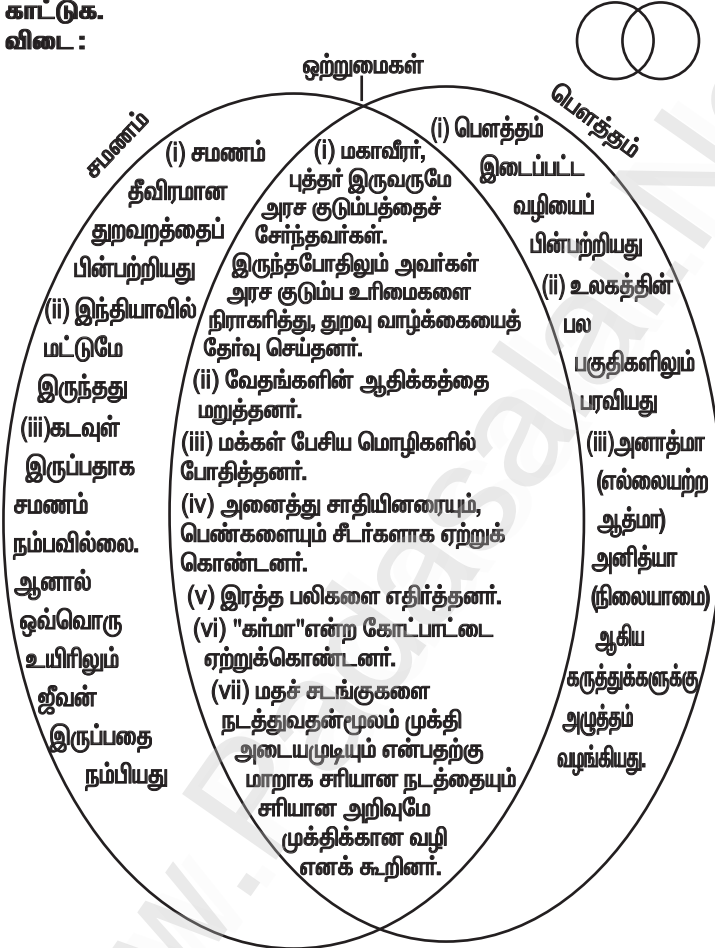 காட்டுக.
விடை :
ஒற்றுமைகள்
சமணம்
(i) சமணம்
தீவிரமான
துறவறத்தைப்
பின்பற்றியது
(ii) இந்தியாவில்
மட்டுமே
இருந்தது
(iii)கடவுள்
இருப்பதாக
சமணம்
நம்பவில்லை.
ஆனால்
ஒவ்வொரு
உயிரிலும்
ஜீவன்
இருப்பதை
நம்பியது
(i) மகாவீரர்,
புத்தர் இருவருமே
அரச குடும்பத்தைச்
சேர்ந்தவர்கள்.
இருந்தபோதிலும் அவர்கள்
அரச குடும்ப உரிமைகளை
நிராகரித்து, துறவு வாழ்க்கையைத்
தேர்வு செய்தனர்.
(ii) வேதங்களின் ஆதிக்கத்தை
மறுத்தனர்.
(iii) மக்கள் பேசிய மொழிகளில்
போதித்தனர்.
(iv) அனைத்து சாதியினரையும்,
பெண்களையும் சீடர்களாக ஏற்றுக்
கொண்டனர்.
(v) இரத்த பலிகளை எதிர்த்தனர்.
(vi) "கர்மா"என்ற கோட்பாட்டை
ஏற்றுக்கொண்டனர்.
(vii) மதச் சடங்குகளை
நடத்துவதன்மூலம் முக்தி
அடையமுடியும் என்பதற்கு
மாறாக சரியான நடத்தையும்
சரியான அறிவுமே
முக்திக்கான வழி
எனக் கூறினர்.
பௌத்தம்
(i) பௌத்தம்
இடைப்பட்ட
வழியைப்
பின்பற்றியது
(ii) உலகத்தின்
பல
பகுதிகளிலும்
பரவியது
(iii)அனாத்மா
(எல்லையற்ற
ஆத்மா)
அனித்யா
(நிலையாமை)
ஆகிய
கருத்துக்களுக்கு
அழுத்தம்
வழங்கியது.
w.Padasalai.Ne